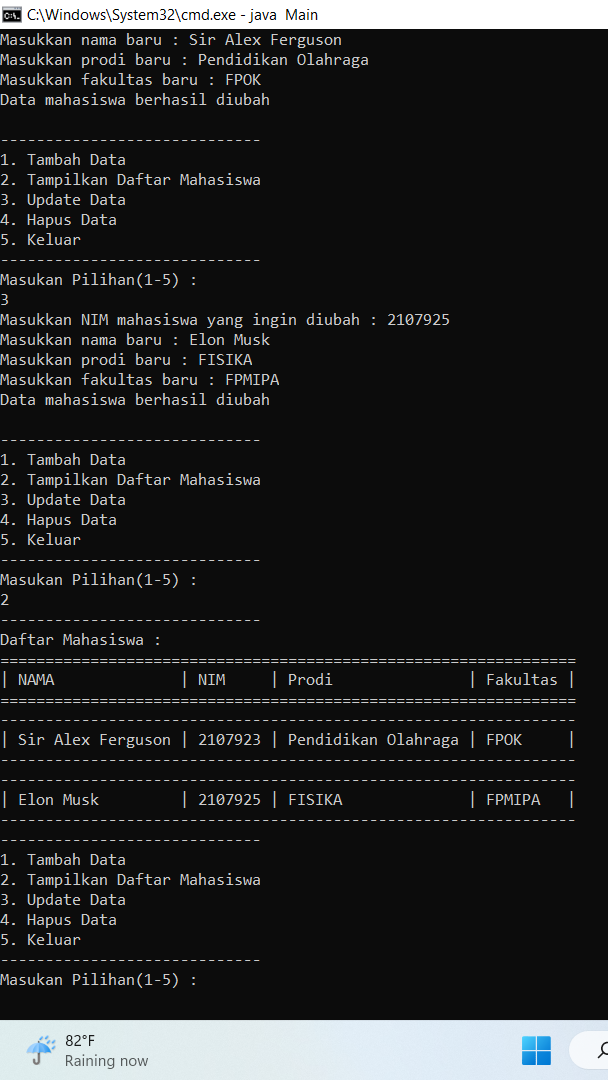 C:\Windows\System32\cmd.exe - java  Main
Masukkan nama baru : Sir Alex Ferguson
Masukkan prodi baru : Pendidikan Olahraga
Masukkan fakultas baru : FPOK
Data mahasiswa berhasil diubah
-----------------------------
1. Tambah Data
2. Tampilkan Daftar Mahasiswa
3. Update Data
4. Hapus Data
5. Keluar
-----------------------------
Masukan Pilihan(1-5) :
3
Masukkan NIM mahasiswa yang ingin diubah : 2107925
Masukkan nama baru : Elon Musk
Masukkan prodi baru : FISIKA
Masukkan fakultas baru : FPMIPA
Data mahasiswa berhasil diubah
-----------------------------
1. Tambah Data
2. Tampilkan Daftar Mahasiswa
3. Update Data
4. Hapus Data
5. Keluar
-----------------------------
Masukan Pilihan(1-5) :
2
-----------------------------
Daftar Mahasiswa :
================================================================
| NAMA              | NIM     | Prodi               | Fakultas |
================================================================
----------------------------------------------------------------
| Sir Alex Ferguson | 2107923 | Pendidikan Olahraga | FPOK     |
----------------------------------------------------------------
----------------------------------------------------------------
| Elon Musk         | 2107925 | FISIKA              | FPMIPA   |
----------------------------------------------------------------
-----------------------------
1. Tambah Data
2. Tampilkan Daftar Mahasiswa
3. Update Data
4. Hapus Data
5. Keluar
-----------------------------
Masukan Pilihan(1-5) :
82°F
Raining now